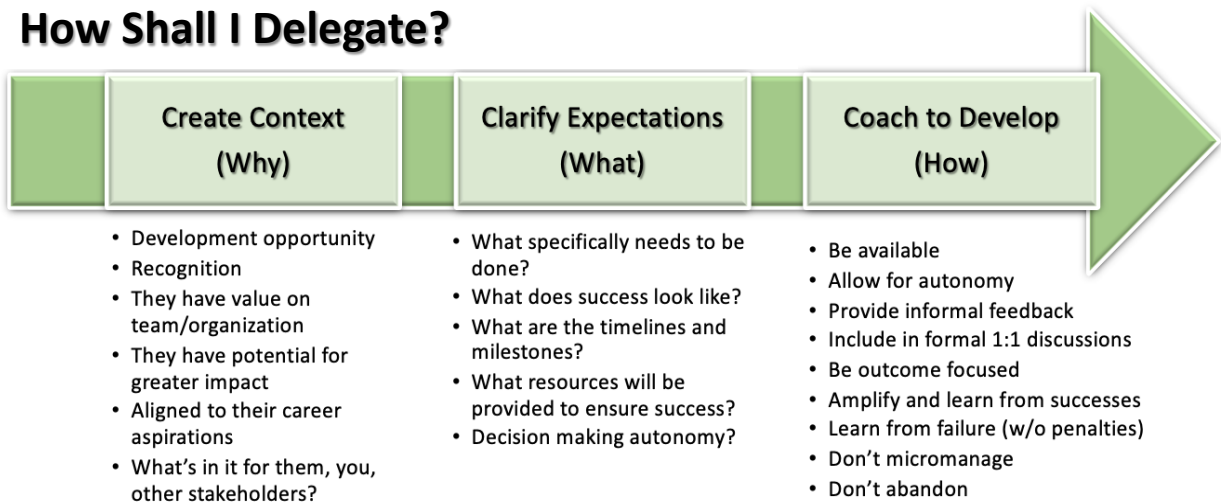 How Shall I Delegate?
Create Context
(Why)
• Development opportunity
• Recognition
• They have value on
team/organization
• They have potential for
greater impact
• Aligned to their career
aspirations
• What's in it for them, you,
other stakeholders?
Clarify Expectations
(What)
• What specifically needs to be
done?
• What does success look like?
• What are the timelines and
milestones?
• What resources will be
provided to ensure success?
• Decision making autonomy?
Coach to Develop
(How)
• Be available
• Allow for autonomy
• Provide informal feedback
• Include in formal 1:1 discussions
• Be outcome focused
• Amplify and learn from successes
• Learn from failure (w/o penalties)
• Don't micromanage
• Don't abandon